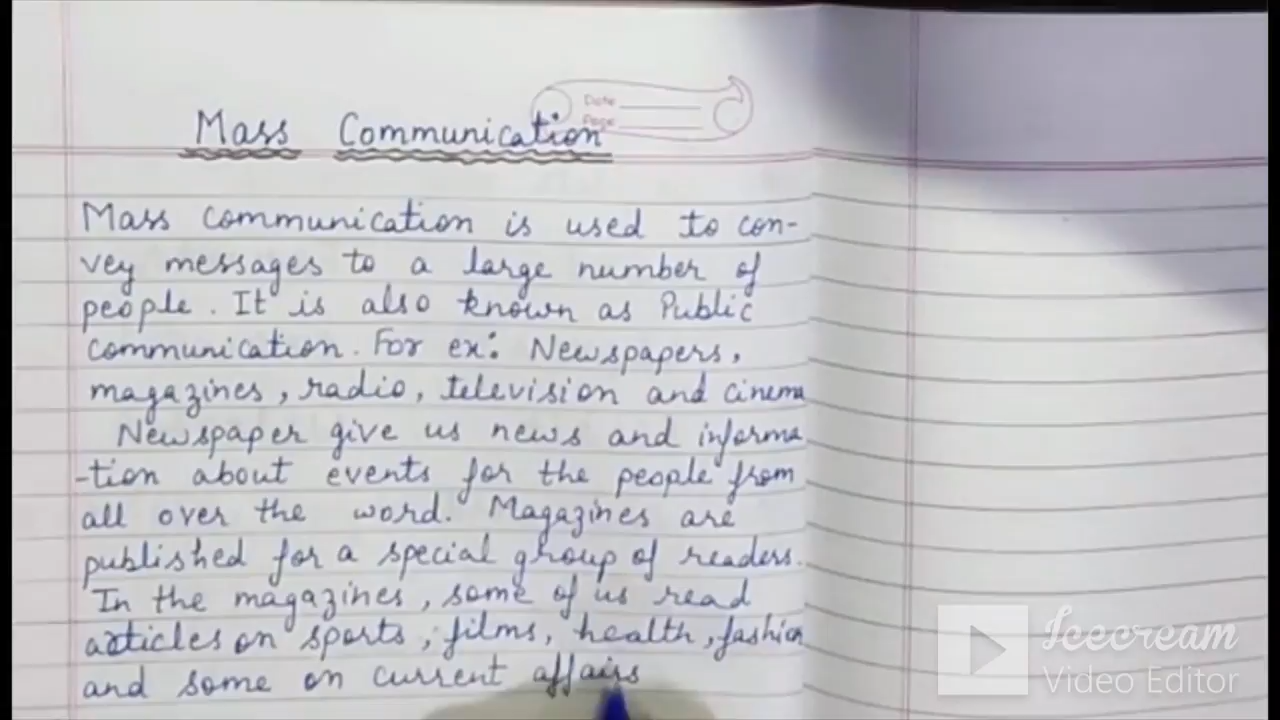 Date
Page
Mass Communication
Mass communication is used to con-
vey messages to a large number of
people. It is also known as Public
communication. For ex: Newspapers,
magazines, radio, television and cinema
Newspaper give us news and informa
-tion about events for the people from
all over the word. Magazines are
published for a special group of readers.
In the magazines, some of us read
articles on sports, films, health, fashion
and some on current affairs
Icecream
Video Editor